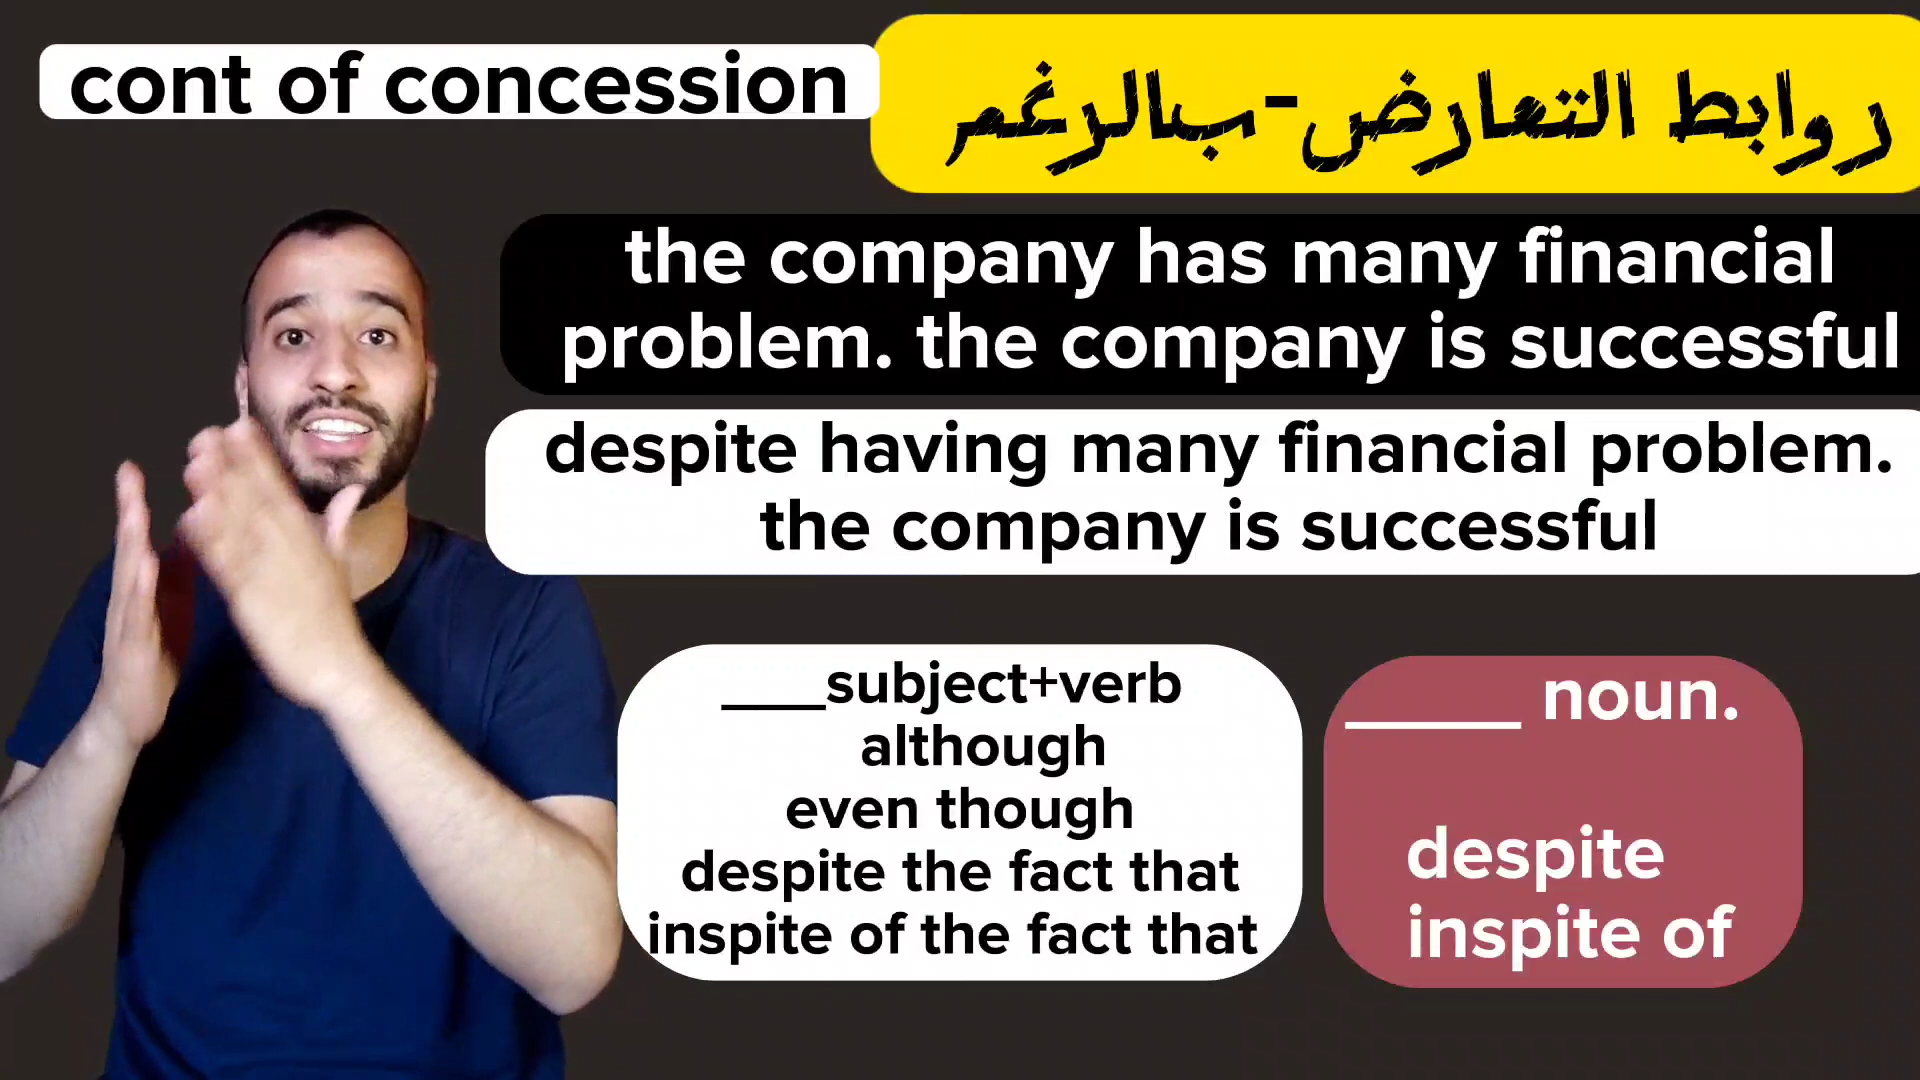 cont of concession
روابط التعارض-بالرغم
the company has many financial
problem. the company is successful
despite having many financial problem.
the company is successful
____subject+verb
although
even though
despite the fact that
inspite of the fact that
_____ noun.
despite
inspite of